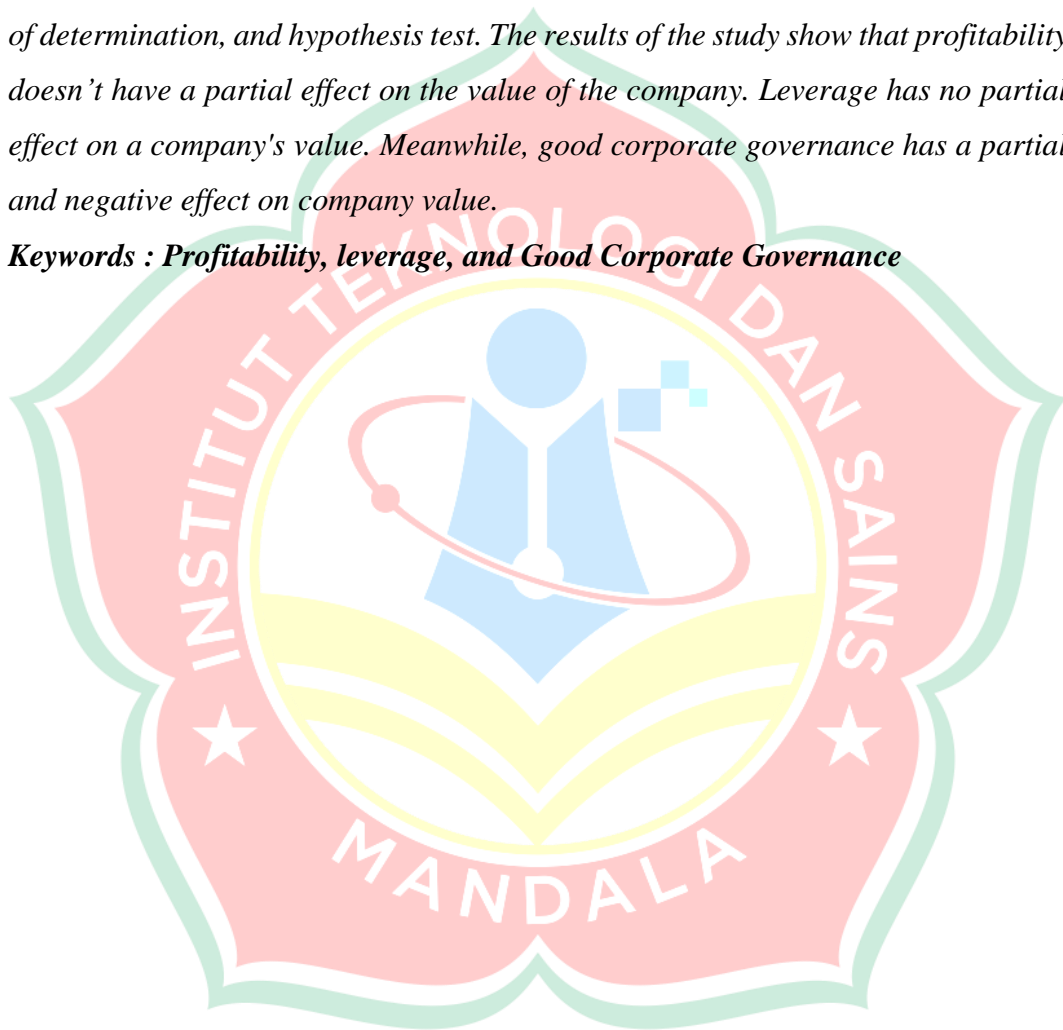 of determination, and hypothesis test. The results of the study show that profitability
doesn’t have a partial effect on the value of the company. Leverage has no partial
effect on a company's value. Meanwhile, good corporate governance has a partial
and negative effect on company value.
Keywords : Profitability, leverage, and Good Corporate Governance
INSTITUT TEKNOLOGI DAN SAINS
MANDALA